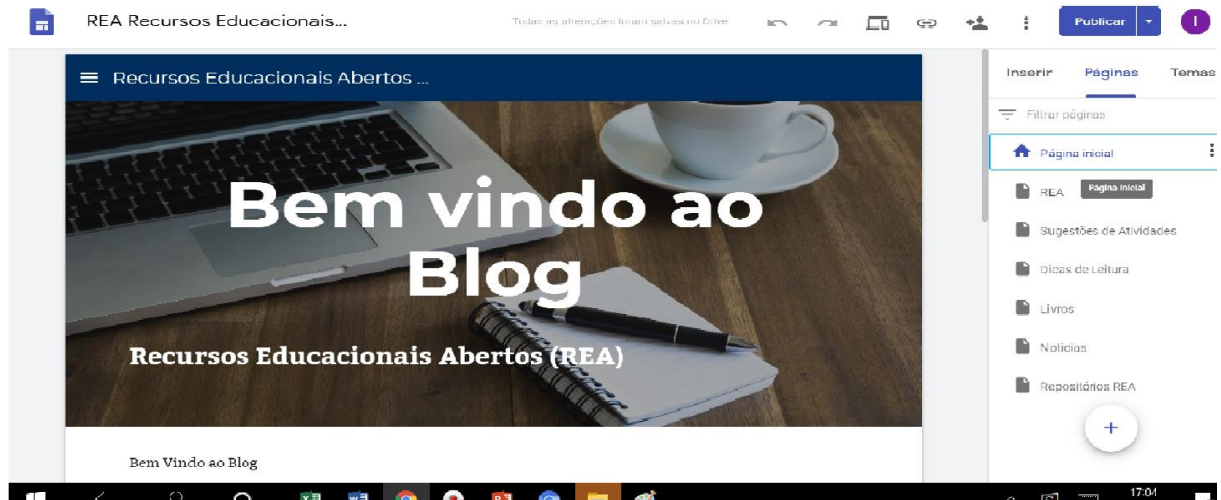 REA Recursos Educacionais...
Todas as alterações foram salvas no Drive
Publicar
I
Recursos Educacionais Abertos ...
Bem vindo ao
Blog
Recursos Educacionais Abertos (REA)
Bem Vindo ao Blog
Inserir Páginas Temas
Filtrar páginas
Página inicial
REA
Página inicial
Sugestões de Atividades
Dicas de Leitura
Livros
Notícias
Repositórios REA
+
17:04